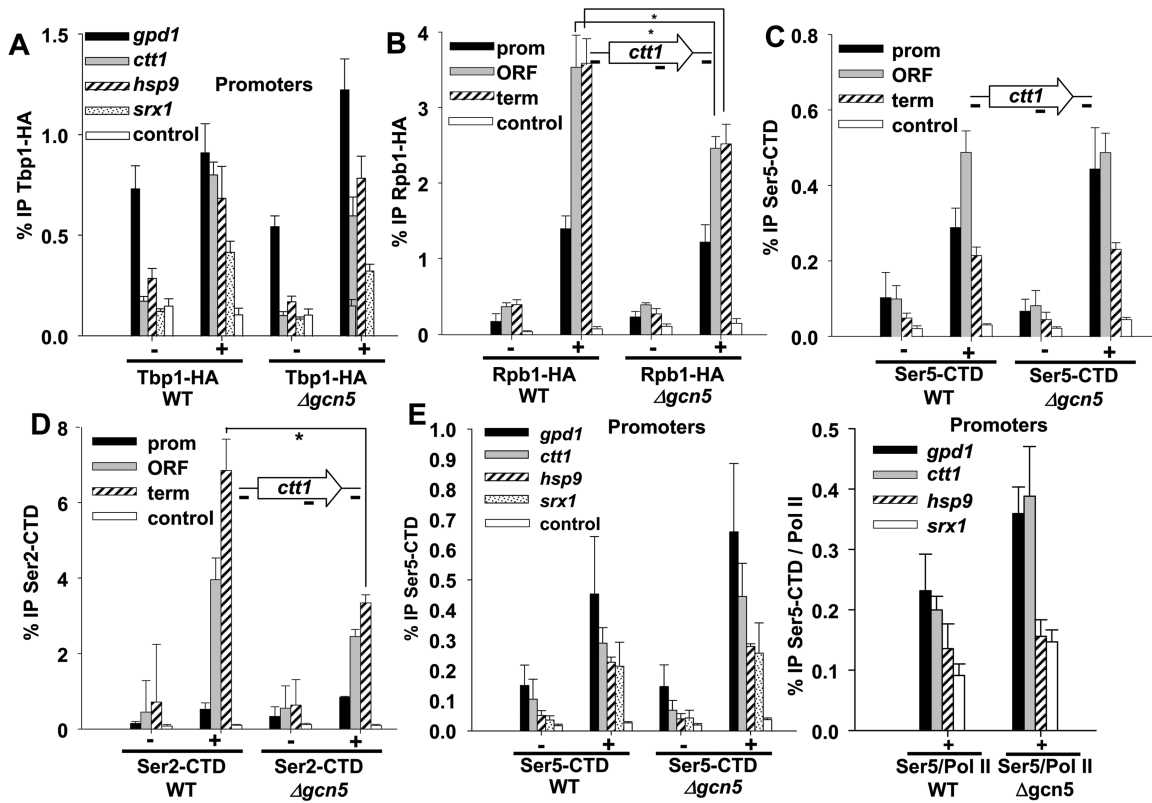 A
% IP Tbp1-HA
1.5
1.0
0.5
0.0
gpd1
ctt1
hsp9
srx1
control
Promoters
- + - +
Tbp1-HA
WT
Tbp1-HA
Δgcn5
B
% IP Rpb1-HA
4
3
2
1
0
prom
ORF
term
control
*
*
ctt1
- + - +
Rpb1-HA
WT
Rpb1-HA
Δgcn5
C
% IP Ser5-CTD
0.8
0.6
0.4
0.2
0.0
prom
ORF
term
control
ctt1
- + - +
Ser5-CTD
WT
Ser5-CTD
Δgcn5
D
% IP Ser2-CTD
8
6
4
2
0
prom
ORF
term
control
*
ctt1
- + - +
Ser2-CTD
WT
Ser2-CTD
Δgcn5
E
% IP Ser5-CTD
1.0
0.9
0.8
0.7
0.6
0.5
0.4
0.3
0.2
0.1
0.0
gpd1
ctt1
hsp9
srx1
control
Promoters
- + - +
Ser5-CTD
WT
Ser5-CTD
Δgcn5
% IP Ser5-CTD / Pol II
0.5
0.4
0.3
0.2
0.1
0.0
Promoters
gpd1
ctt1
hsp9
srx1
+ +
Ser5/Pol II
WT
Ser5/Pol II
Δgcn5